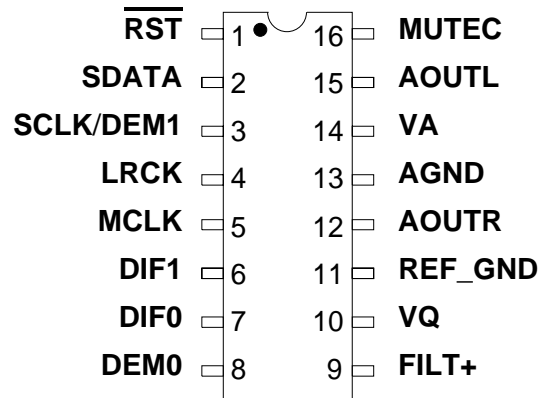 RST 1 16 MUTEC
SDATA 2 15 AOUTL
SCLK/DEM1 3 14 VA
LRCK 4 13 AGND
MCLK 5 12 AOUTR
DIF1 6 11 REF_GND
DIF0 7 10 VQ
DEM0 8 9 FILT+